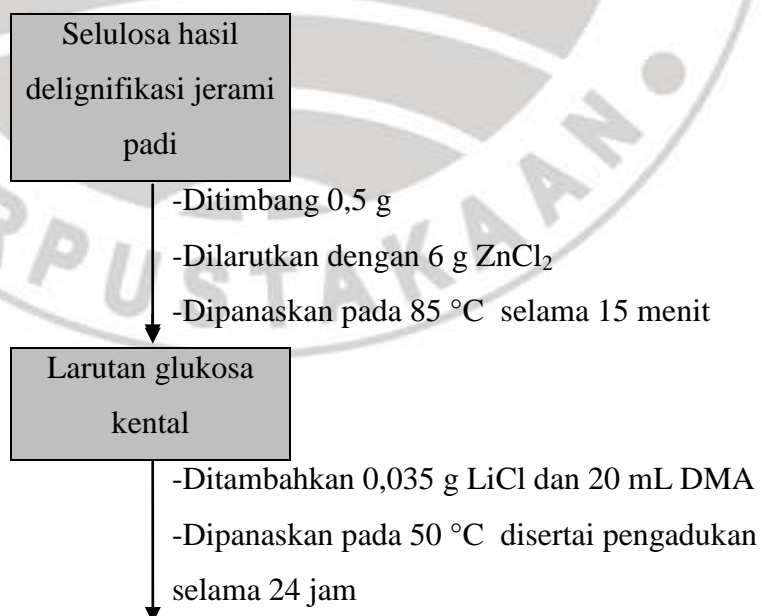 Selulosa hasil
delignifikasi jerami
padi
-Ditimbang 0,5 g
-Dilarutkan dengan 6 g ZnCl₂
-Dipanaskan pada 85 °C selama 15 menit
Larutan glukosa
kental
-Ditambahkan 0,035 g LiCl dan 20 mL DMA
-Dipanaskan pada 50 °C disertai pengadukan
selama 24 jam
RPUSTAKAAN